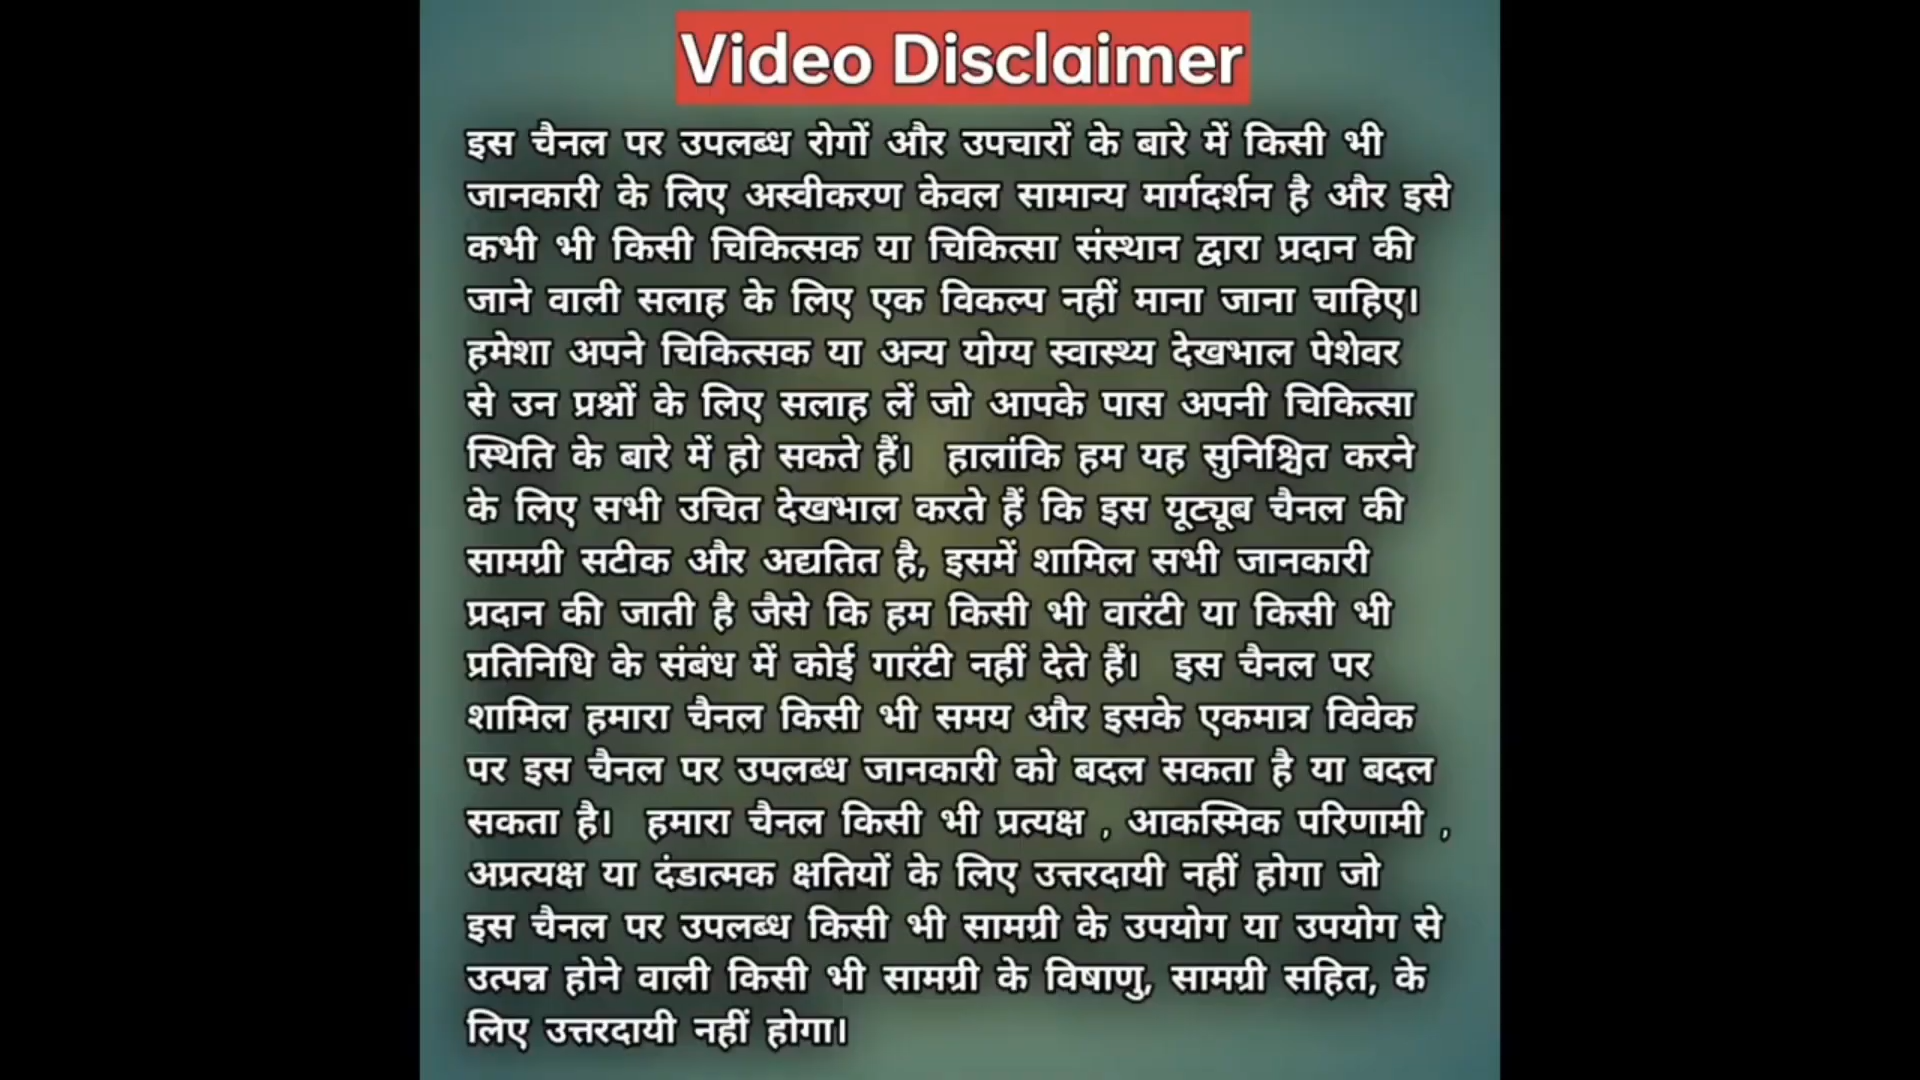 Video Disclaimer
इस चैनल पर उपलब्ध रोगों और उपचारों के बारे में किसी भी
जानकारी के लिए अस्वीकरण केवल सामान्य मार्गदर्शन है और इसे
कभी भी किसी चिकित्सक या चिकित्सा संस्थान द्वारा प्रदान की
जाने वाली सलाह के लिए एक विकल्प नहीं माना जाना चाहिए।
हमेशा अपने चिकित्सक या अन्य योग्य स्वास्थ्य देखभाल पेशेवर
से उन प्रश्नों के लिए सलाह लें जो आपके पास अपनी चिकित्सा
स्थिति के बारे में हो सकते हैं। हालांकि हम यह सुनिश्चित करने
के लिए सभी उचित देखभाल करते हैं कि इस यूट्यूब चैनल की
सामग्री सटीक और अद्यतित है, इसमें शामिल सभी जानकारी
प्रदान की जाती है जैसे कि हम किसी भी वारंटी या किसी भी
प्रतिनिधि के संबंध में कोई गारंटी नहीं देते हैं। इस चैनल पर
शामिल हमारा चैनल किसी भी समय और इसके एकमात्र विवेक
पर इस चैनल पर उपलब्ध जानकारी को बदल सकता है या बदल
सकता है। हमारा चैनल किसी भी प्रत्यक्ष , आकस्मिक परिणामी ,
अप्रत्यक्ष या दंडात्मक क्षतियों के लिए उत्तरदायी नहीं होगा जो
इस चैनल पर उपलब्ध किसी भी सामग्री के उपयोग या उपयोग से
उत्पन्न होने वाली किसी भी सामग्री के विषाणु, सामग्री सहित, के
लिए उत्तरदायी नहीं होगा।